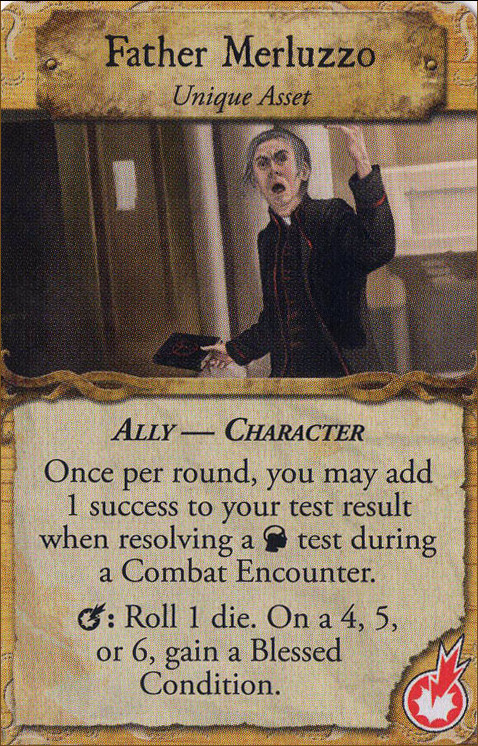 Father Merluzzo
Unique Asset
Ally — Character
Once per round, you may add
1 success to your test result
when resolving a test during
a Combat Encounter.
: Roll 1 die. On a 4, 5,
or 6, gain a Blessed
Condition.